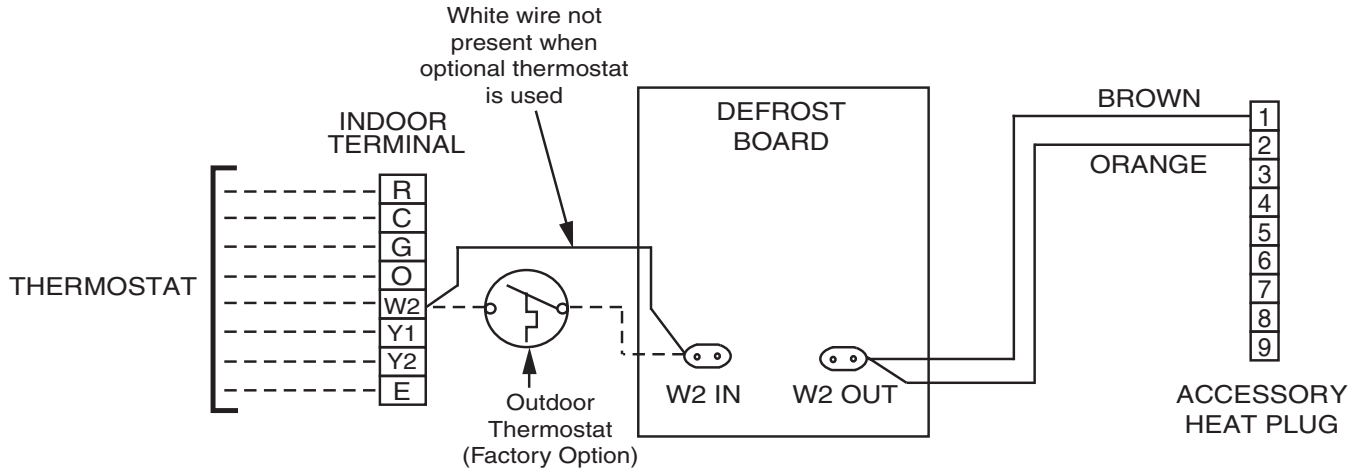 White wire not
present when
optional thermostat
is used
DEFROST
BOARD
BROWN
ORANGE
INDOOR
TERMINAL
THERMOSTAT
R
C
G
O
W2
Y1
Y2
E
W2 IN
W2 OUT
Outdoor
Thermostat
(Factory Option)
1
2
3
4
5
6
7
8
9
ACCESSORY
HEAT PLUG